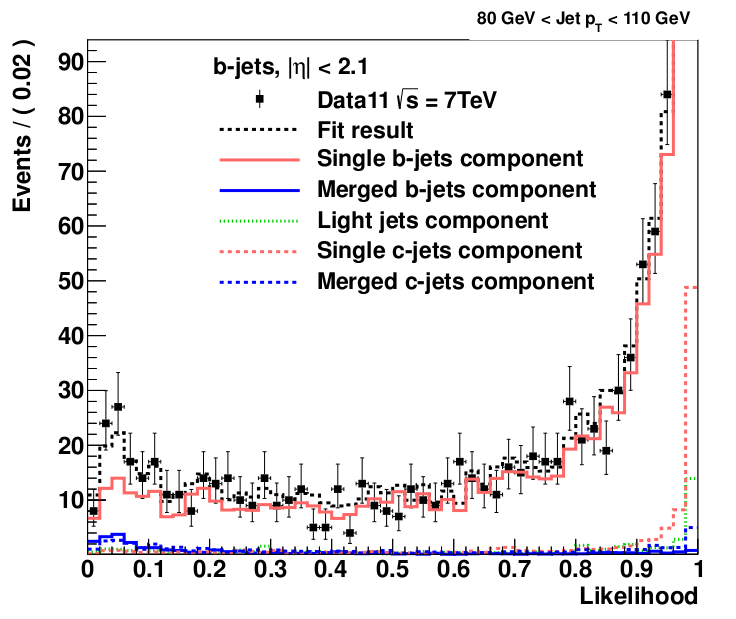 80 GeV < Jet p_T < 110 GeV
Events / ( 0.02 )
b-jets, |η| < 2.1
Data11 √s = 7TeV
Fit result
Single b-jets component
Merged b-jets component
Light jets component
Single c-jets component
Merged c-jets component
90
80
70
60
50
40
30
20
10
0 0.1 0.2 0.3 0.4 0.5 0.6 0.7 0.8 0.9 1
Likelihood